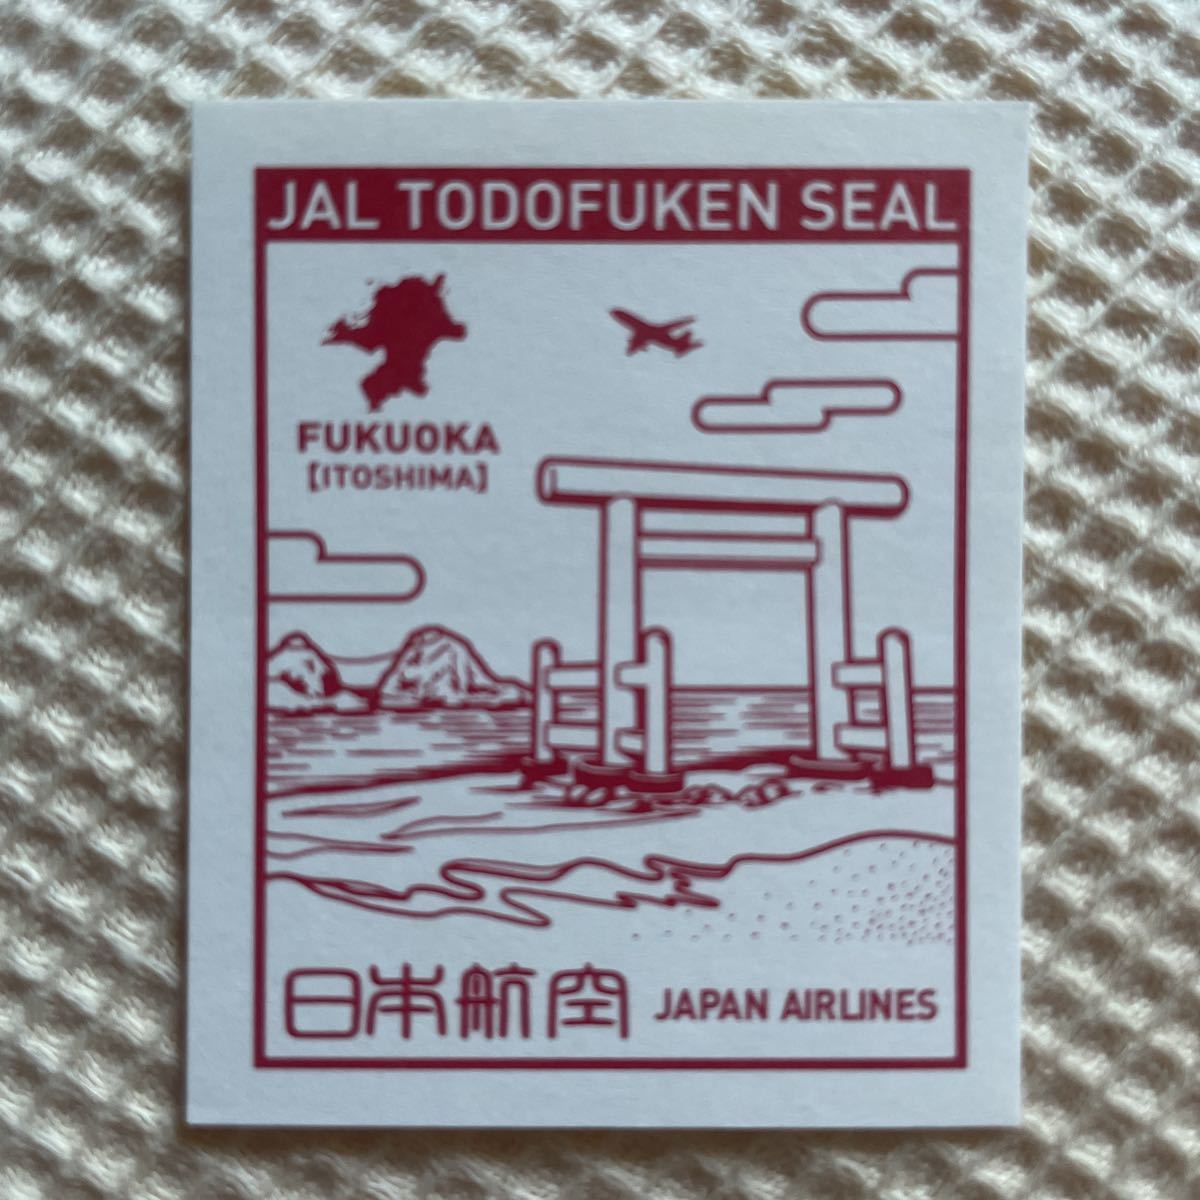 JAL TODOFUKEN SEAL
FUKUOKA
【ITOSHIMA】
日本航空 JAPAN AIRLINES